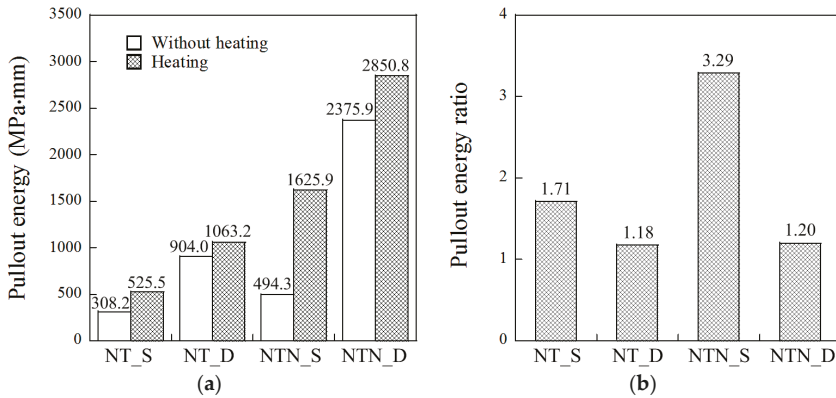 3500
3000
2500
2000
1500
1000
500
0
Pullout energy (MPa·mm)
Without heating
Heating
308.2
525.5
904.0
1063.2
494.3
1625.9
2375.9
2850.8
NT_S
NT_D
NTN_S
NTN_D
(a)
4
3
2
1
0
Pullout energy ratio
1.71
1.18
3.29
1.20
NT_S
NT_D
NTN_S
NTN_D
(b)